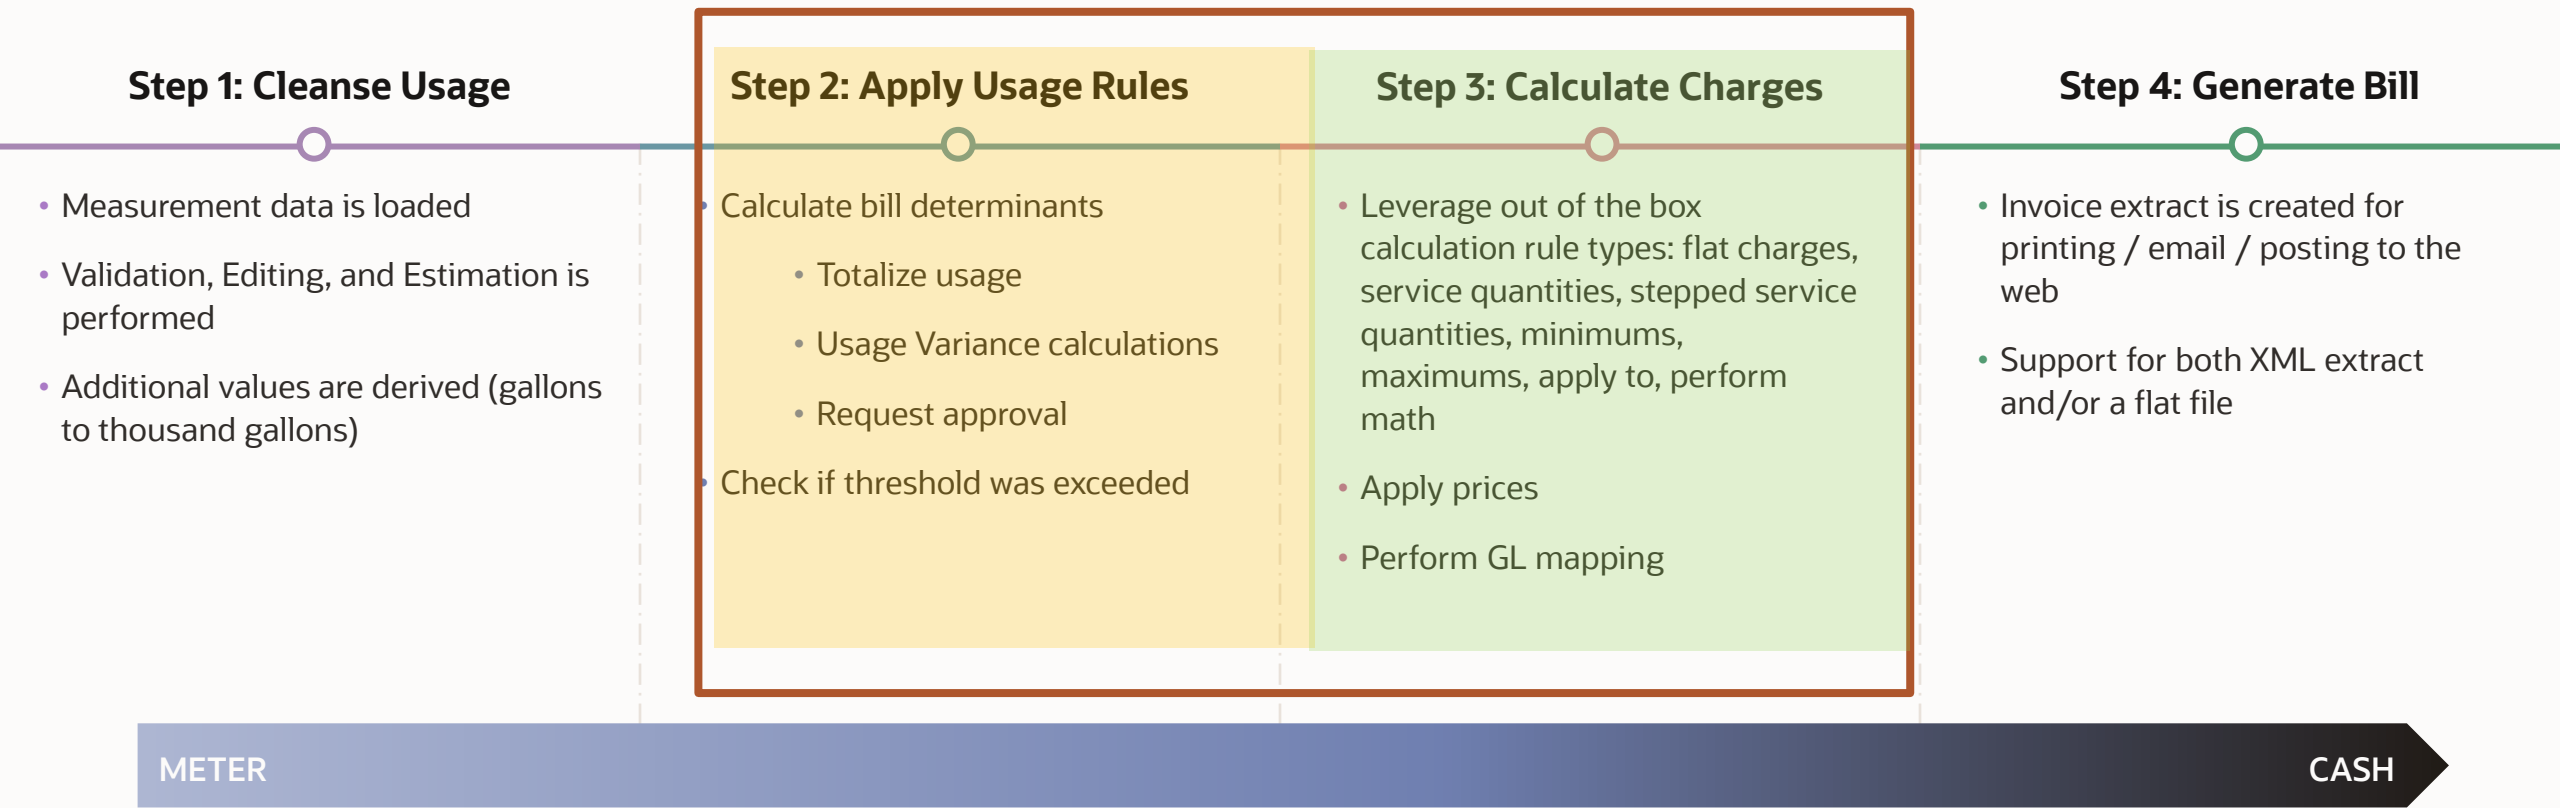 Step 1: Cleanse Usage
• Measurement data is loaded
• Validation, Editing, and Estimation is
performed
• Additional values are derived (gallons
to thousand gallons)
Step 2: Apply Usage Rules
• Calculate bill determinants
• Totalize usage
• Usage Variance calculations
• Request approval
• Check if threshold was exceeded
Step 3: Calculate Charges
• Leverage out of the box
calculation rule types: flat charges,
service quantities, stepped service
quantities, minimums,
maximums, apply to, perform
math
• Apply prices
• Perform GL mapping
Step 4: Generate Bill
• Invoice extract is created for
printing / email / posting to the
web
• Support for both XML extract
and/or a flat file
METER
CASH